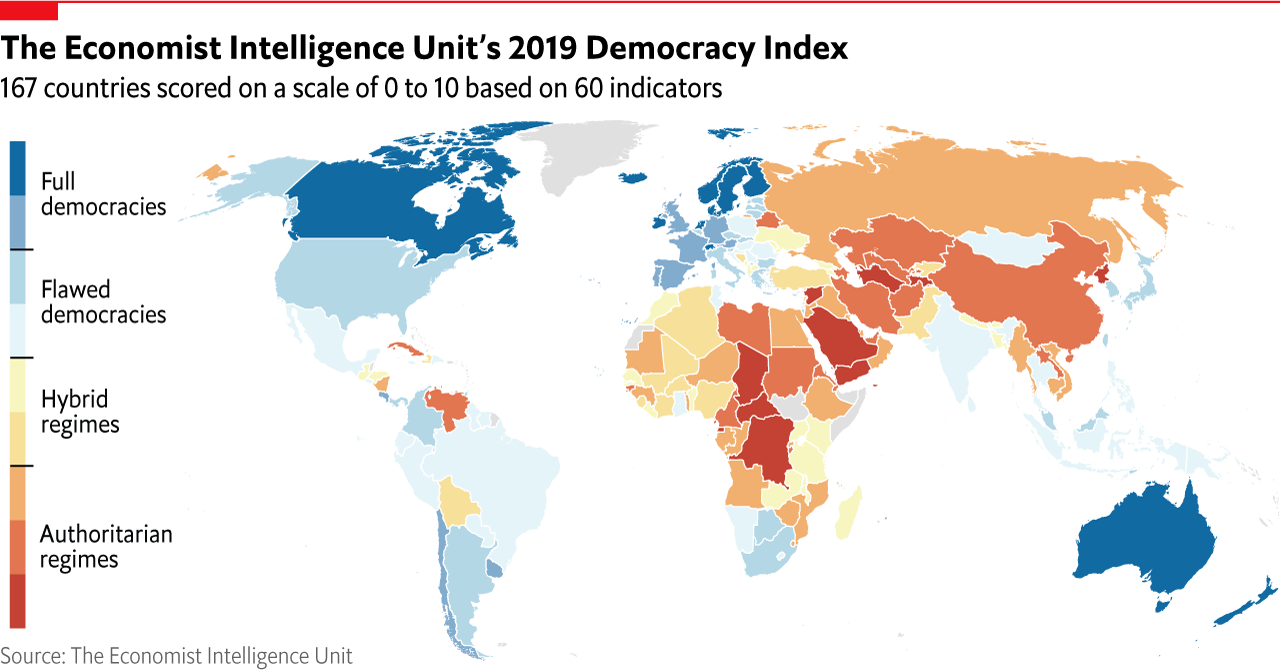 The Economist Intelligence Unit’s 2019 Democracy Index
167 countries scored on a scale of 0 to 10 based on 60 indicators
Full
democracies
Flawed
democracies
Hybrid
regimes
Authoritarian
regimes
Source: The Economist Intelligence Unit